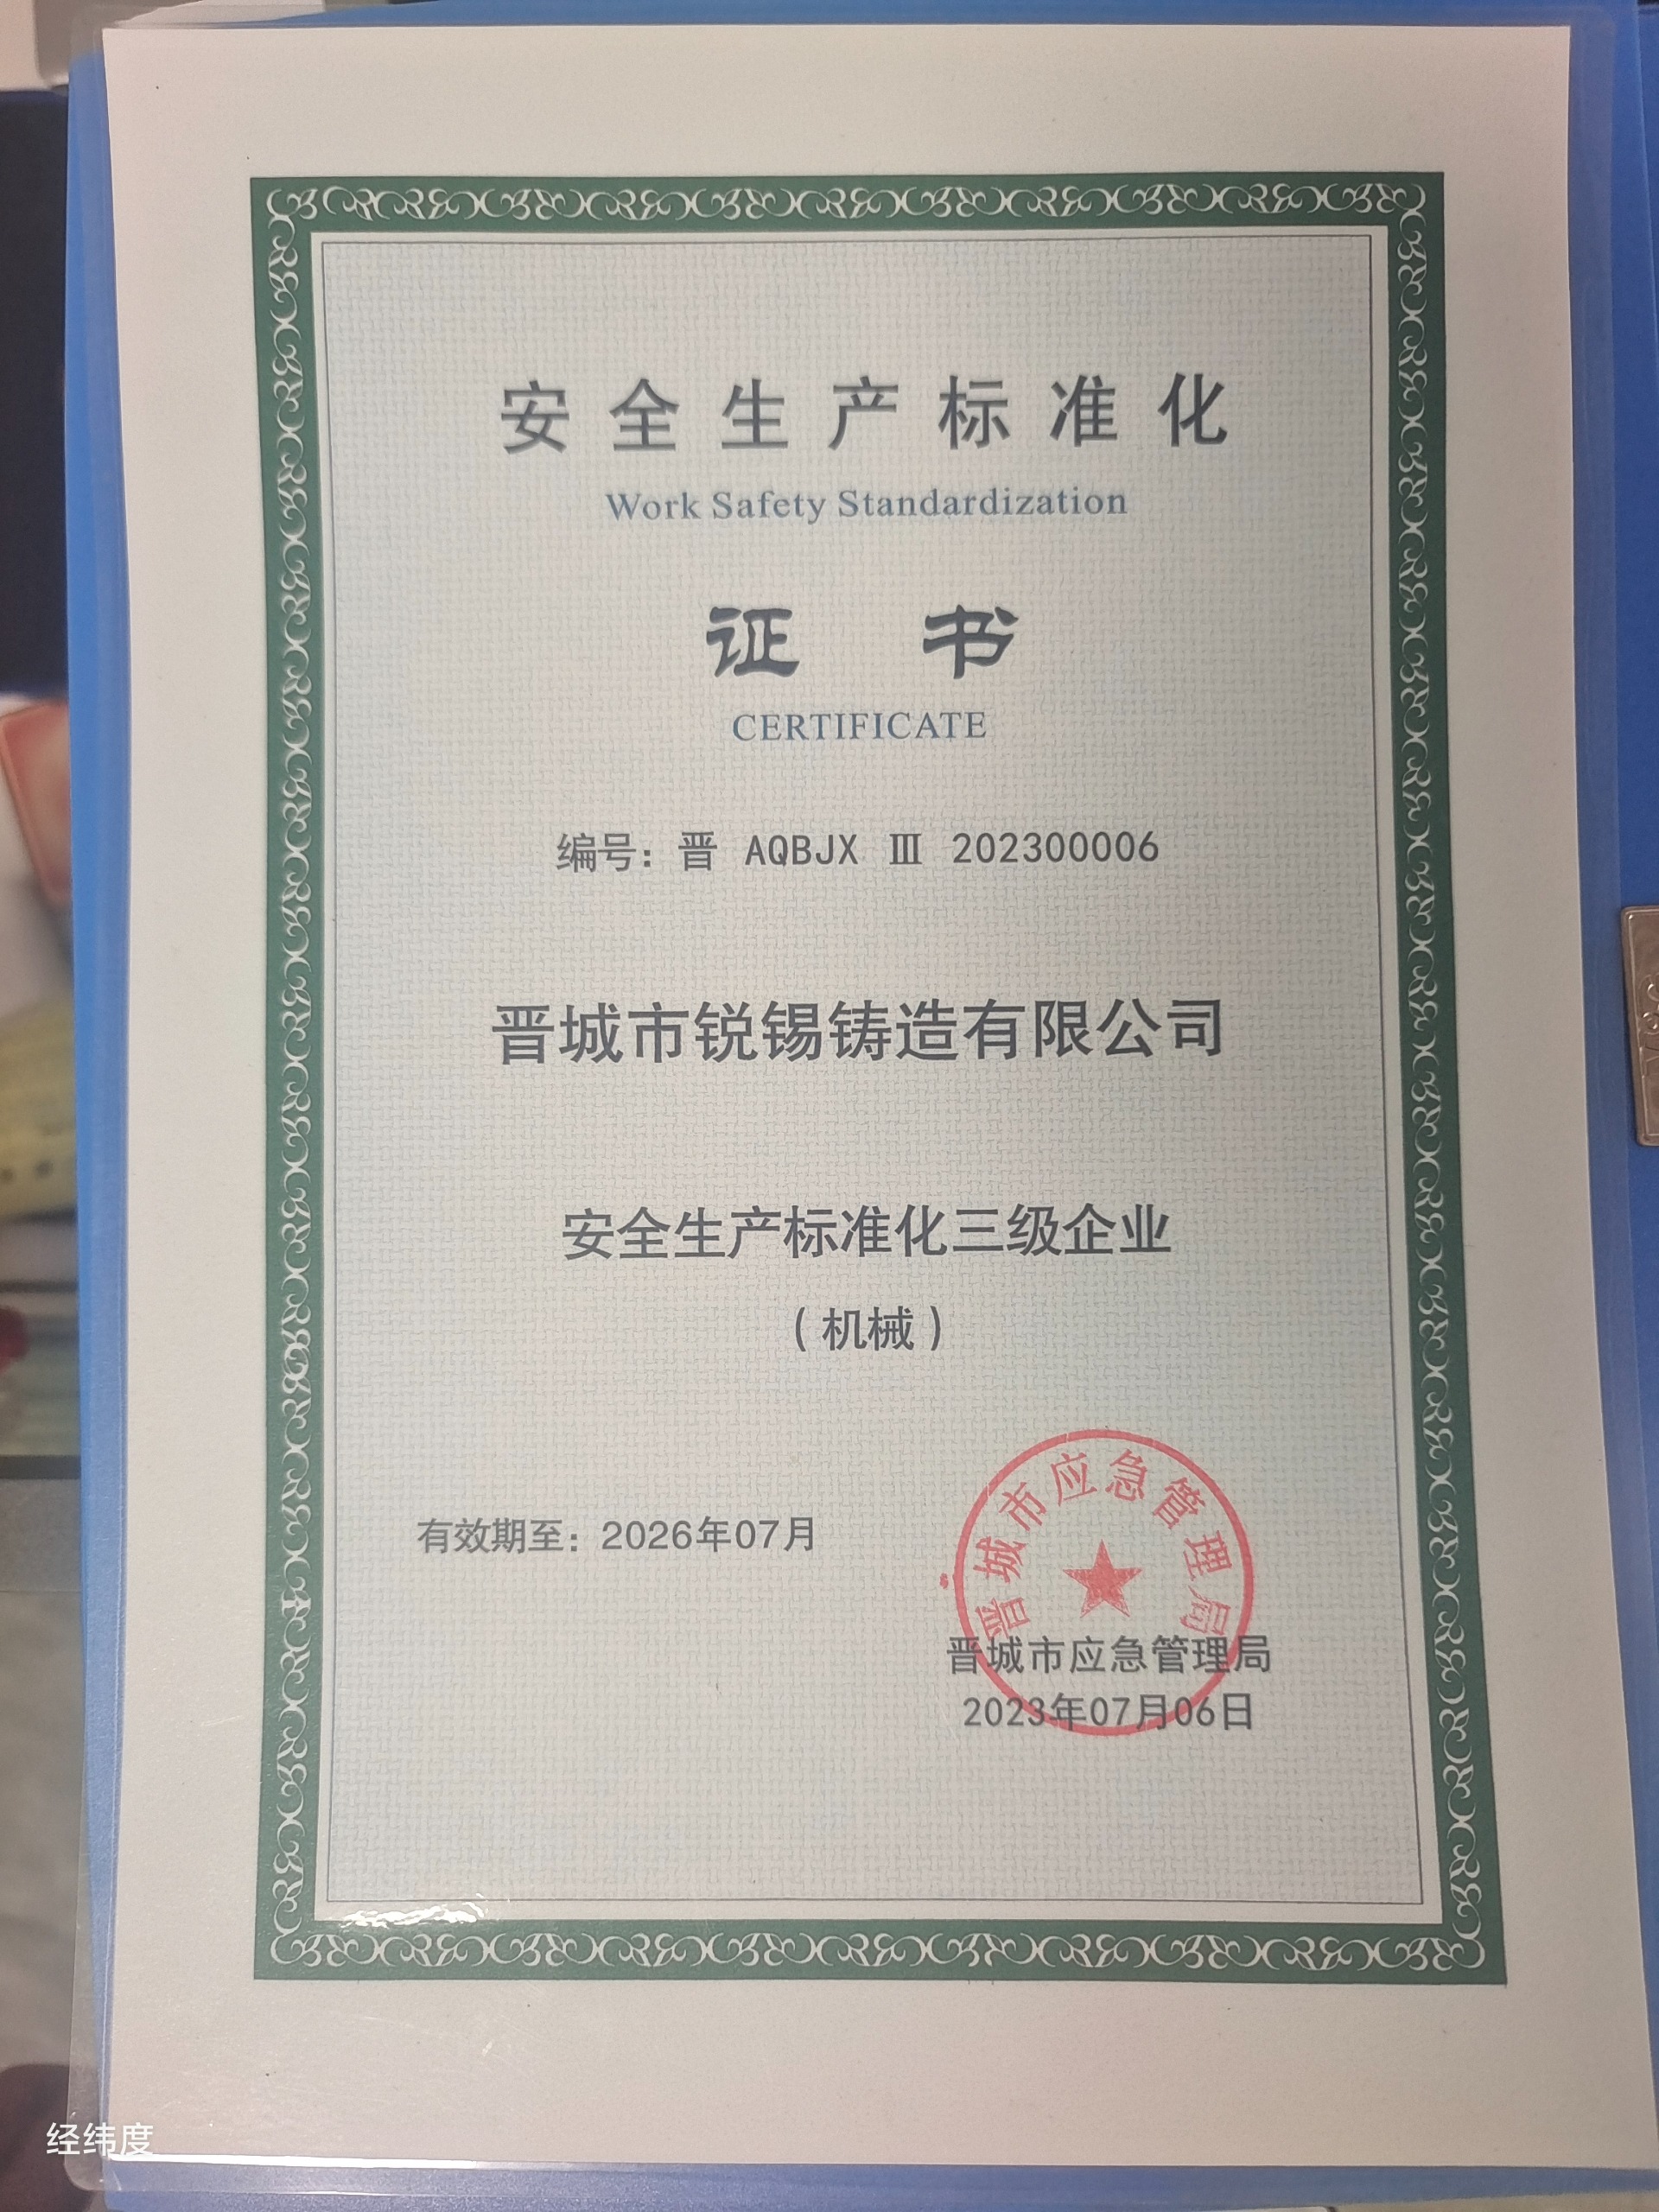 安全生产标准化
Work Safety Standardization
证书
CERTIFICATE
编号：晋 AQBJX Ⅲ 202300006
晋城市锐锡铸造有限公司
安全生产标准化三级企业
（机械）
有效期至：2026年07月
晋城市应急管理局
晋城市应急管理局
2023年07月06日
经纬度